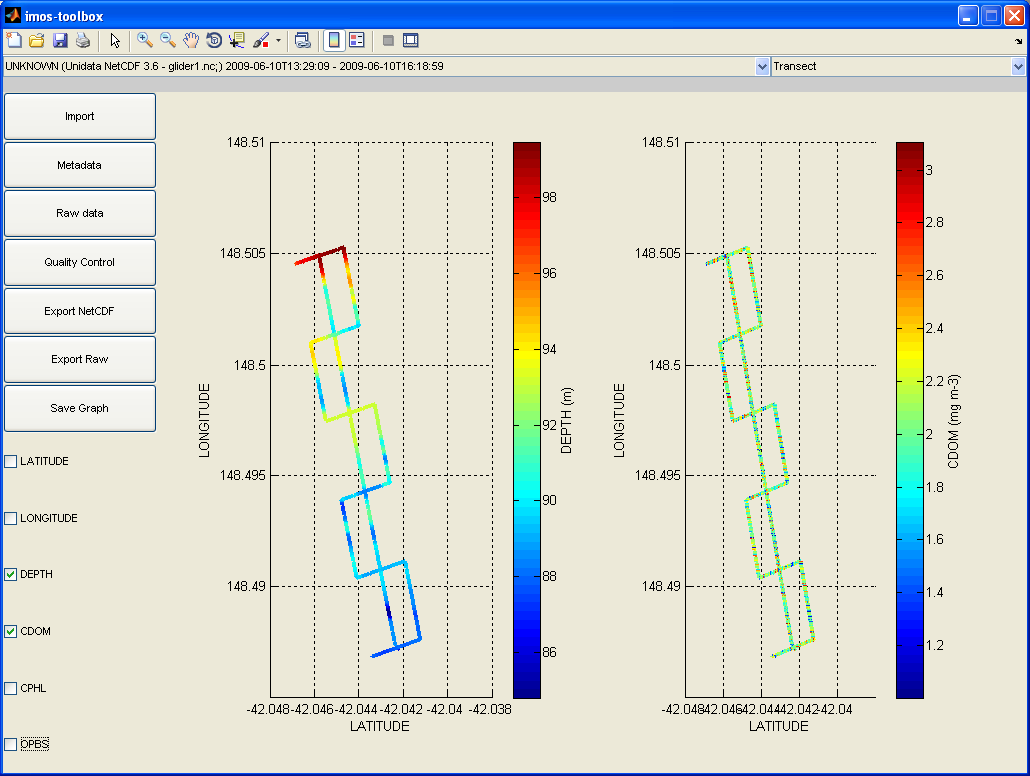 imos-toolbox
UNKNOWN (Unidata NetCDF 3.6 - glider1.nc;) 2009-06-10T13:29:09 - 2009-06-10T16:18:59
Transect
Import
Metadata
Raw data
Quality Control
Export NetCDF
Export Raw
Save Graph
LATITUDE
LONGITUDE
DEPTH
CDOM
CPHL
OPBS
148.51
148.505
148.5
148.495
148.49
LONGITUDE
-42.048 -42.046 -42.044 -42.042 -42.04 -42.038
LATITUDE
98
96
94
92
90
88
86
DEPTH (m)
148.51
148.505
148.5
148.495
148.49
LONGITUDE
-42.048 -42.046 -42.044 -42.042 -42.04
LATITUDE
3
2.8
2.6
2.4
2.2
2
1.8
1.6
1.4
1.2
CDOM (mg m-3)